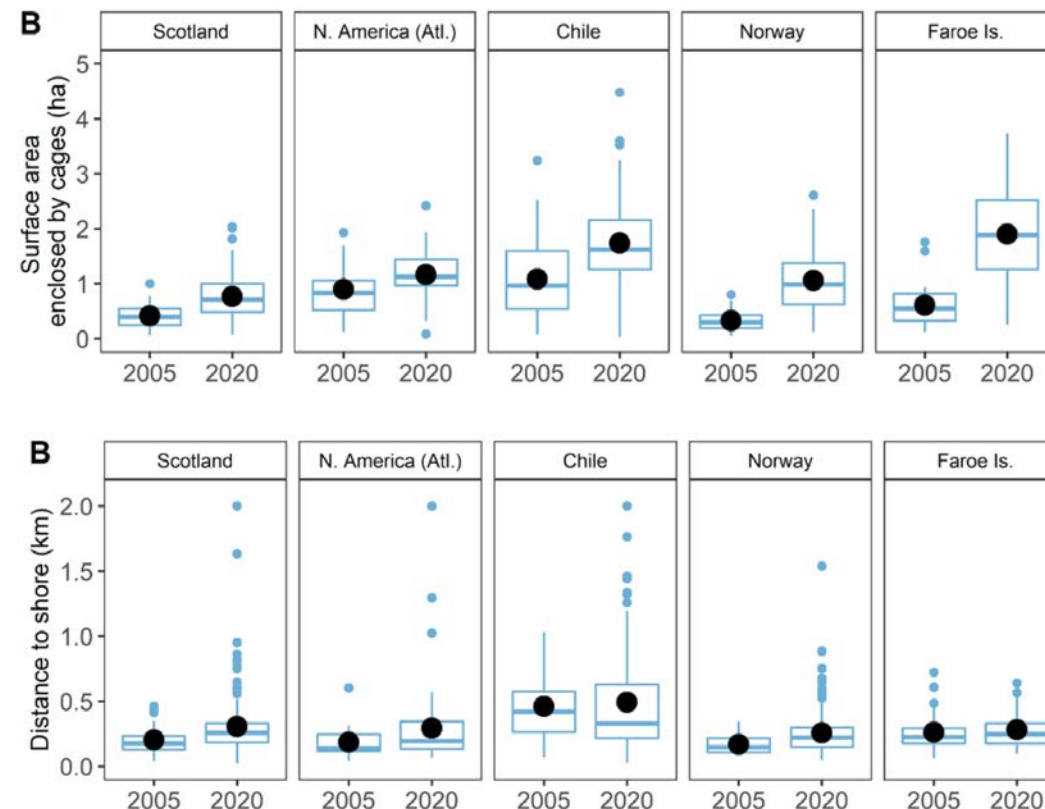 B
Scotland N. America (Atl.) Chile Norway Faroe Is.
Surface area
enclosed by cages (ha)
5
4
3
2
1
0
2005 2020 2005 2020 2005 2020 2005 2020 2005 2020
B
Scotland N. America (Atl.) Chile Norway Faroe Is.
Distance to shore (km)
2.0
1.5
1.0
0.5
0.0
2005 2020 2005 2020 2005 2020 2005 2020 2005 2020